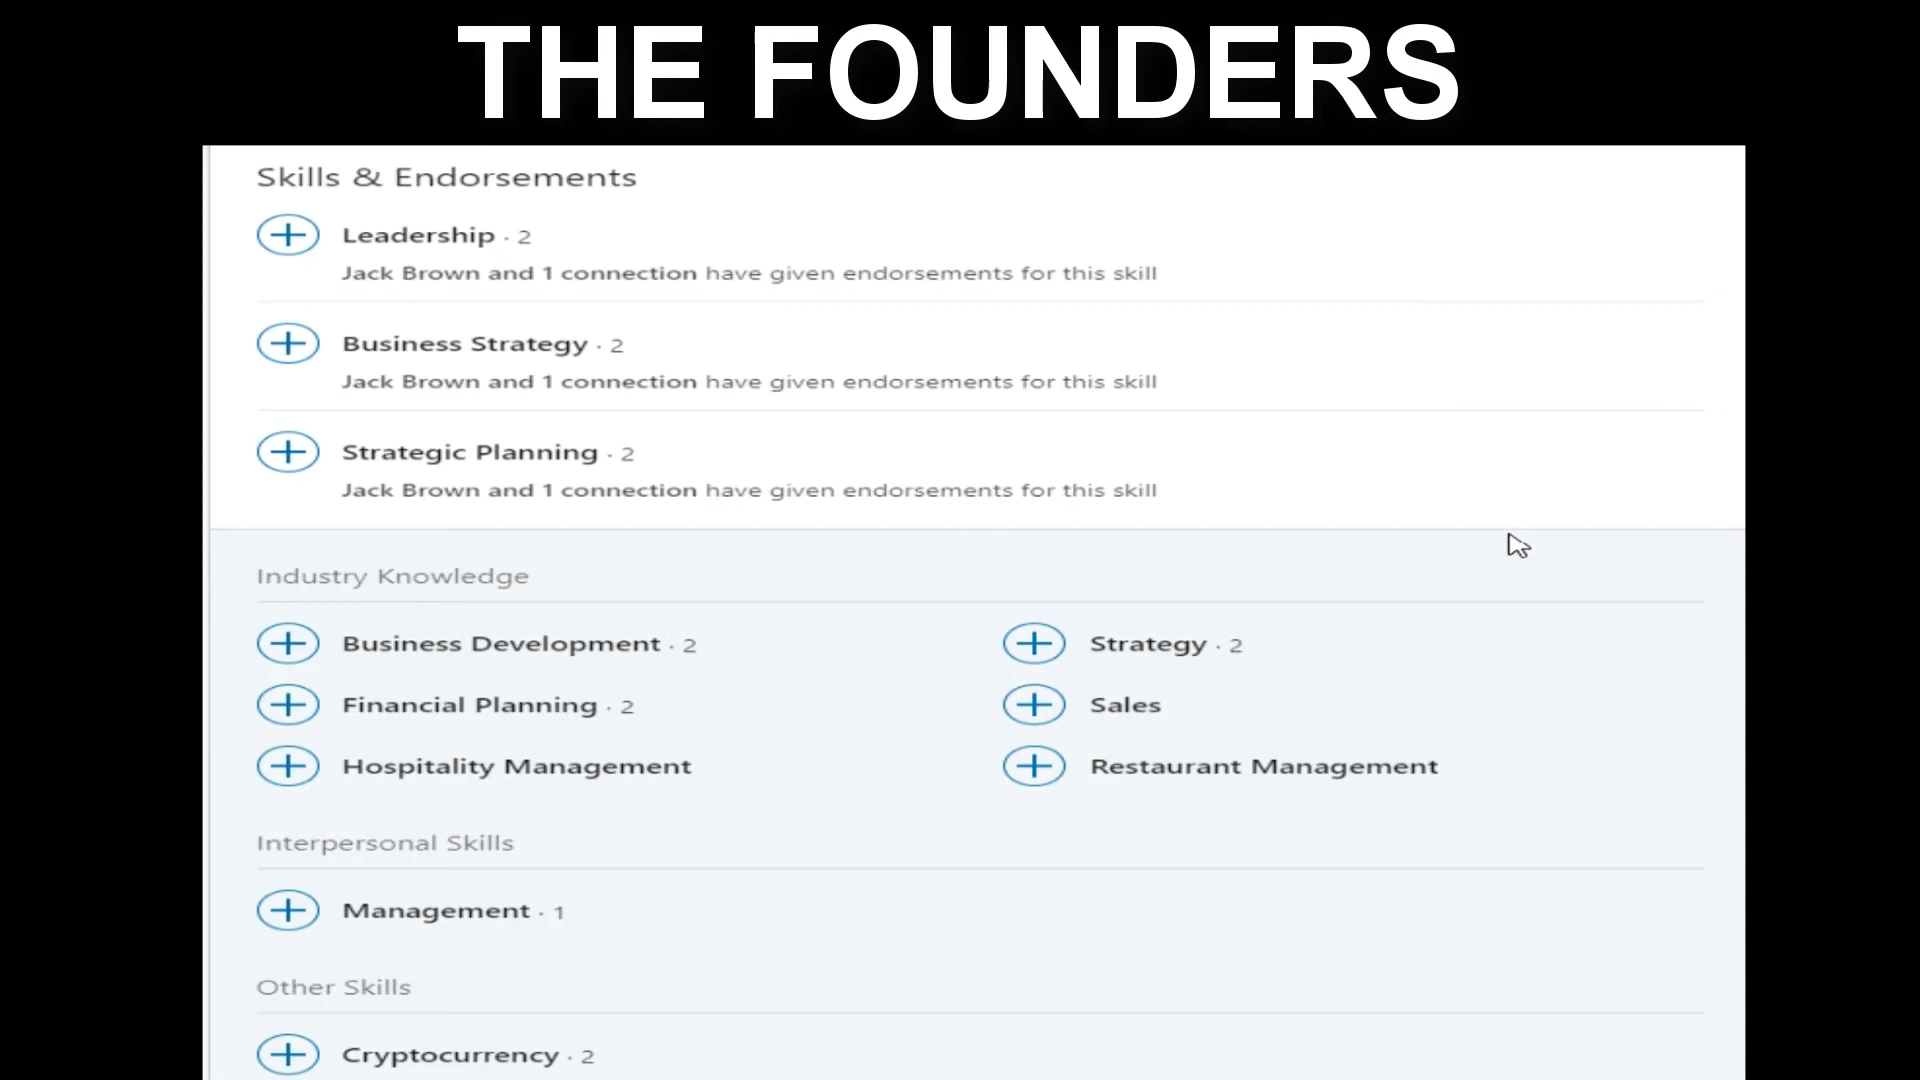 THE FOUNDERS
Skills & Endorsements
Leadership · 2
Jack Brown and 1 connection have given endorsements for this skill
Business Strategy · 2
Jack Brown and 1 connection have given endorsements for this skill
Strategic Planning · 2
Jack Brown and 1 connection have given endorsements for this skill
Industry Knowledge
Business Development · 2
Strategy · 2
Financial Planning · 2
Sales
Hospitality Management
Restaurant Management
Interpersonal Skills
Management · 1
Other Skills
Cryptocurrency · 2